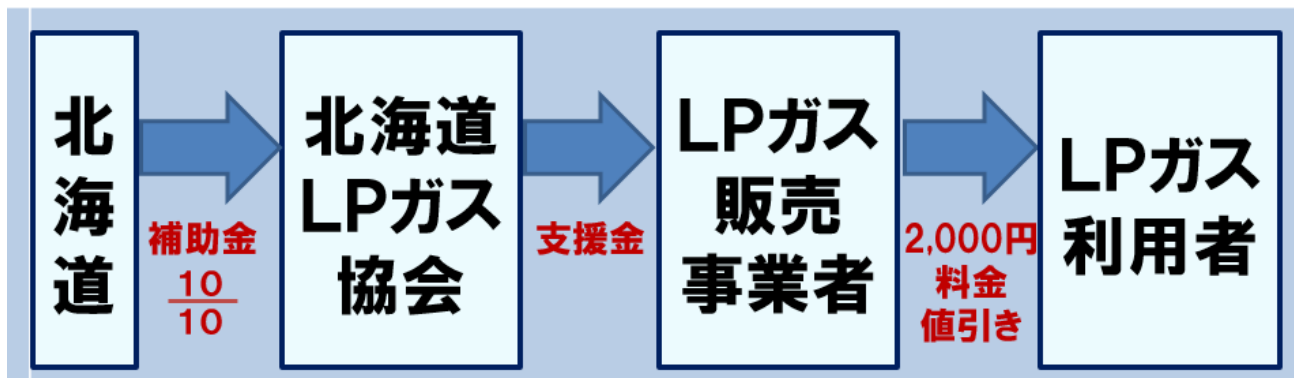 北
海
道
補助金
10
10
北海道
LPガス
協会
支援金
LPガス
販売
事業者
2,000円
料金
値引き
LPガス
利用者